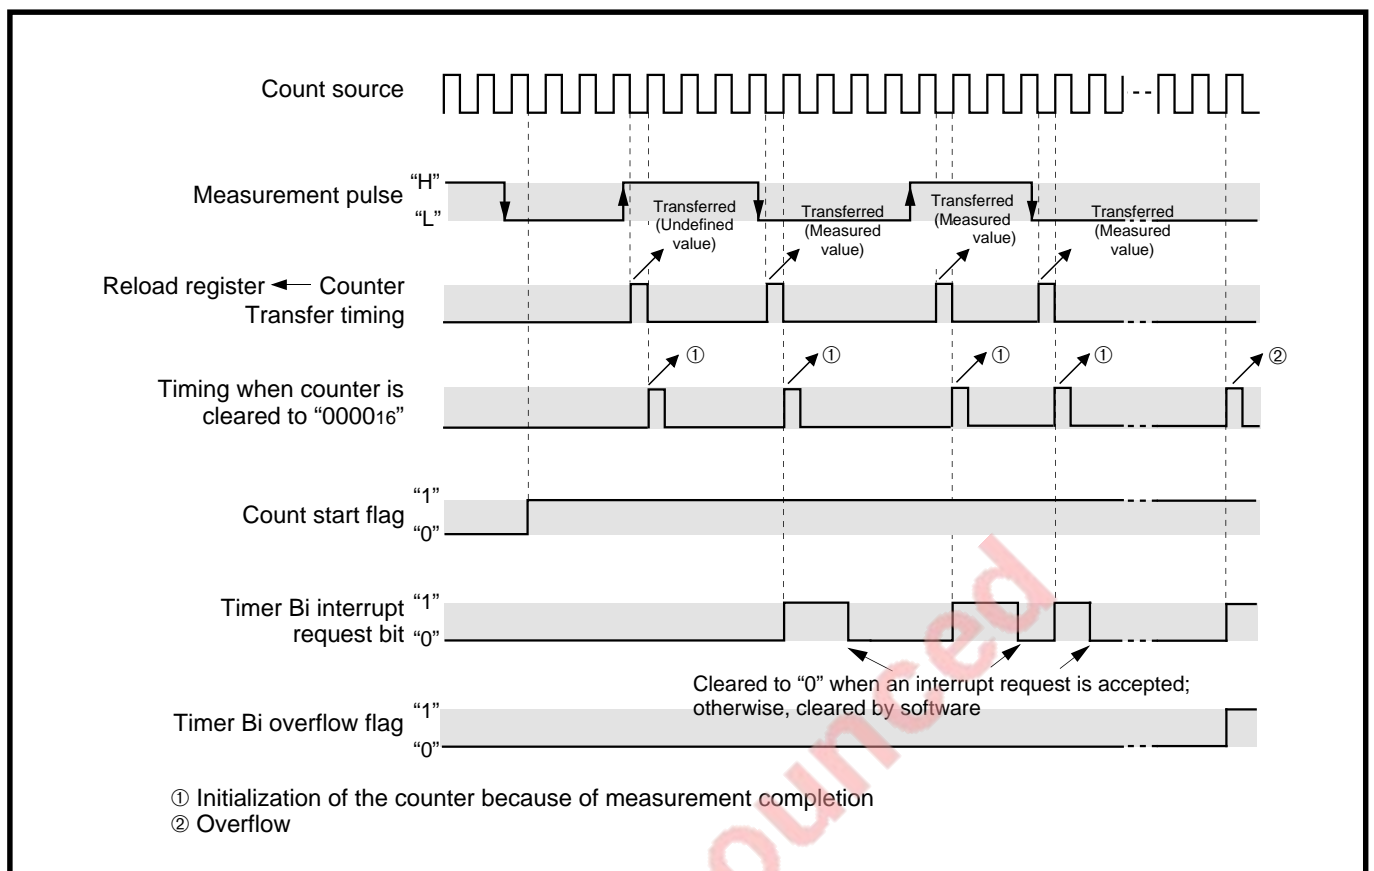 Count source
Measurement pulse
“H”
“L”
Transferred
(Undefined
value)
Transferred
(Measured
value)
Transferred
(Measured
value)
Transferred
(Measured
value)
Reload register ← Counter
Transfer timing
Timing when counter is
cleared to “000016”
①
①
①
①
②
Count start flag
“1”
“0”
Timer Bi interrupt
request bit
“1”
“0”
Cleared to “0” when an interrupt request is accepted;
otherwise, cleared by software
Timer Bi overflow flag
“1”
“0”
① Initialization of the counter because of measurement completion
② Overflow
ounced